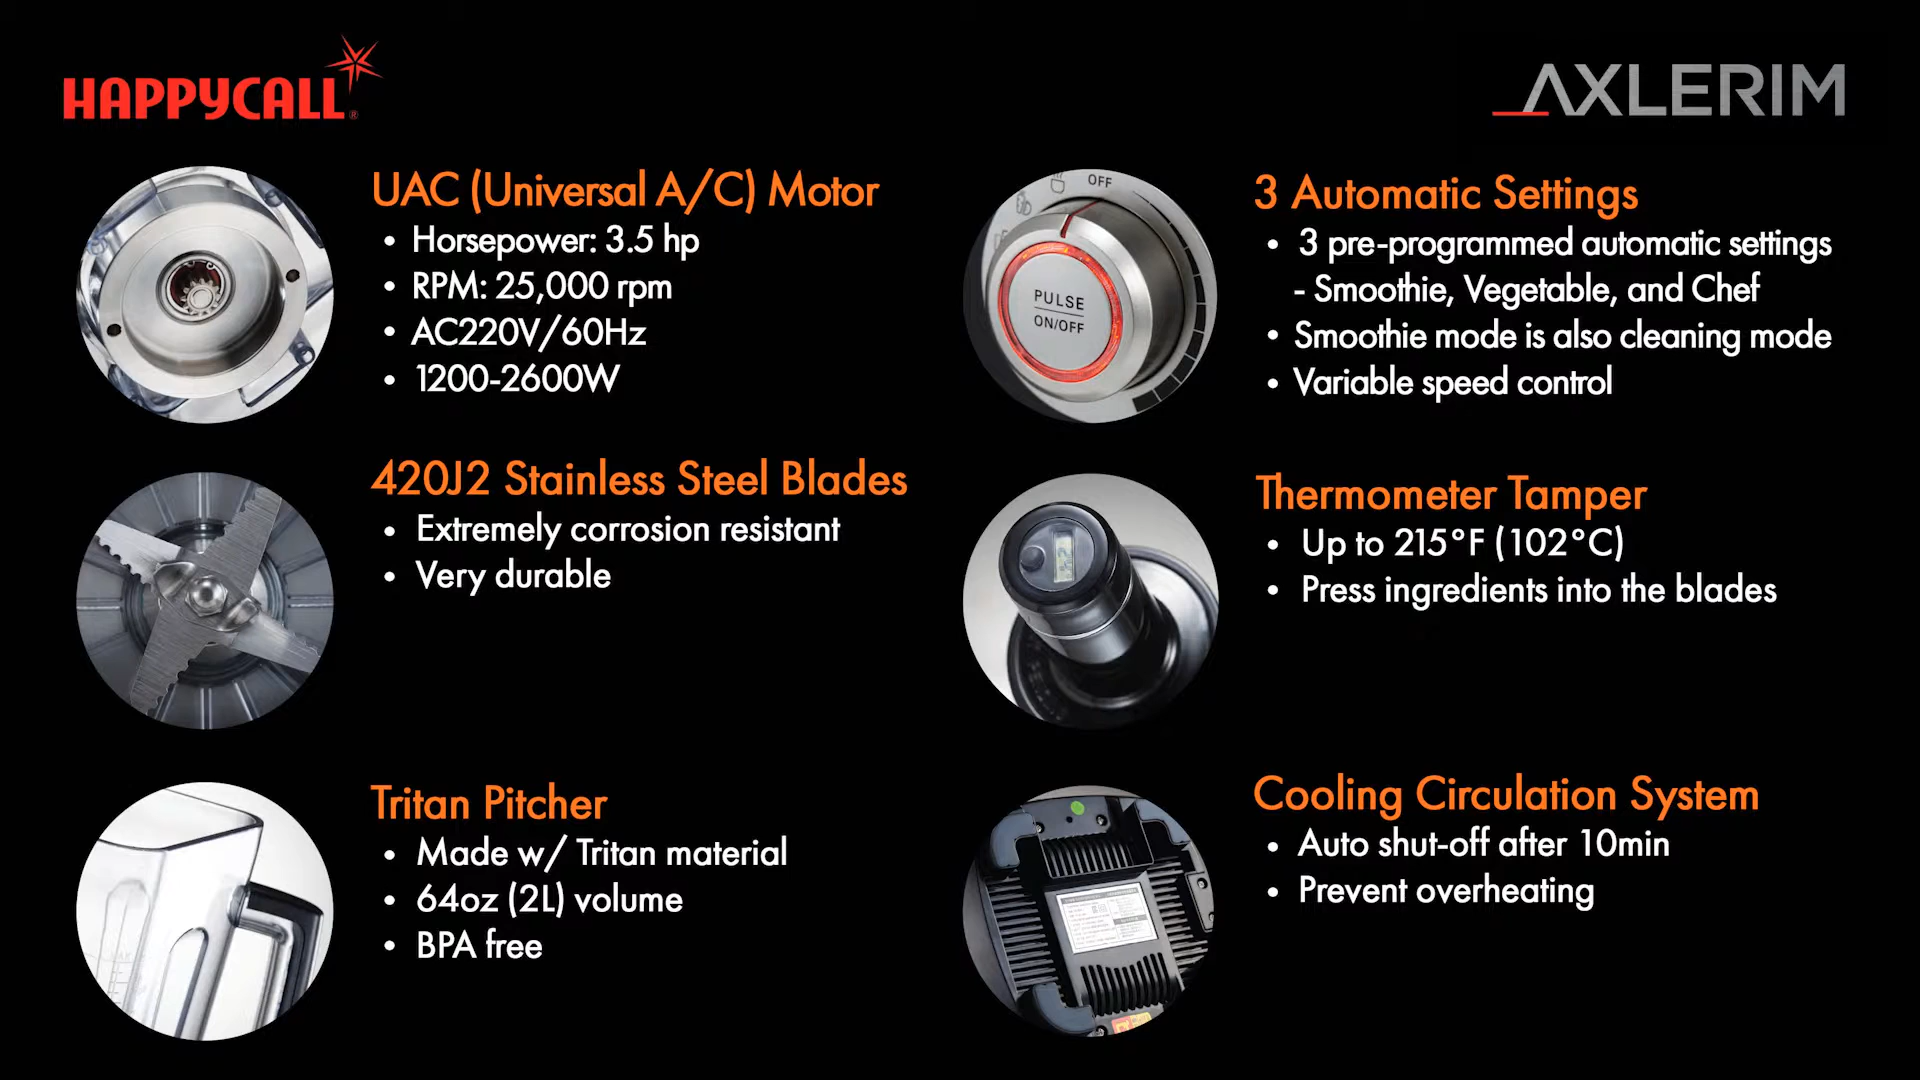 HAPPYCALL®
AXLERIM
UAC (Universal A/C) Motor
• Horsepower: 3.5 hp
• RPM: 25,000 rpm
• AC220V/60Hz
• 1200-2600W
OFF
PULSE
ON/OFF
3 Automatic Settings
• 3 pre-programmed automatic settings
- Smoothie, Vegetable, and Chef
• Smoothie mode is also cleaning mode
• Variable speed control
420J2 Stainless Steel Blades
• Extremely corrosion resistant
• Very durable
Thermometer Tamper
• Up to 215°F (102°C)
• Press ingredients into the blades
Tritan Pitcher
• Made w/ Tritan material
• 64oz (2L) volume
• BPA free
Cooling Circulation System
• Auto shut-off after 10min
• Prevent overheating